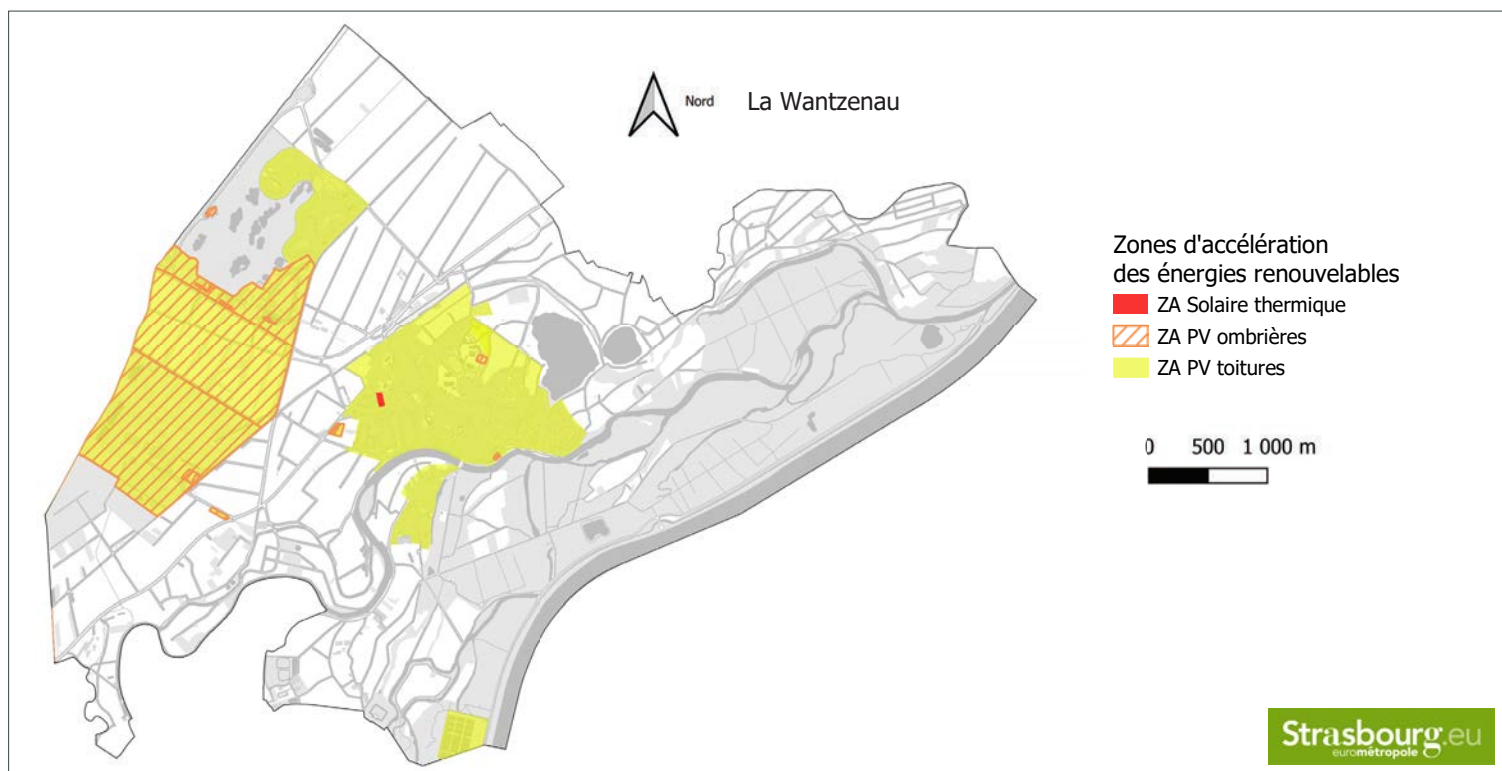 Nord
La Wantzenau
Zones d'accélération
des énergies renouvelables
ZA Solaire thermique
ZA PV ombrières
ZA PV toitures
0 500 1 000 m
Strasbourg.eu
eurométropole